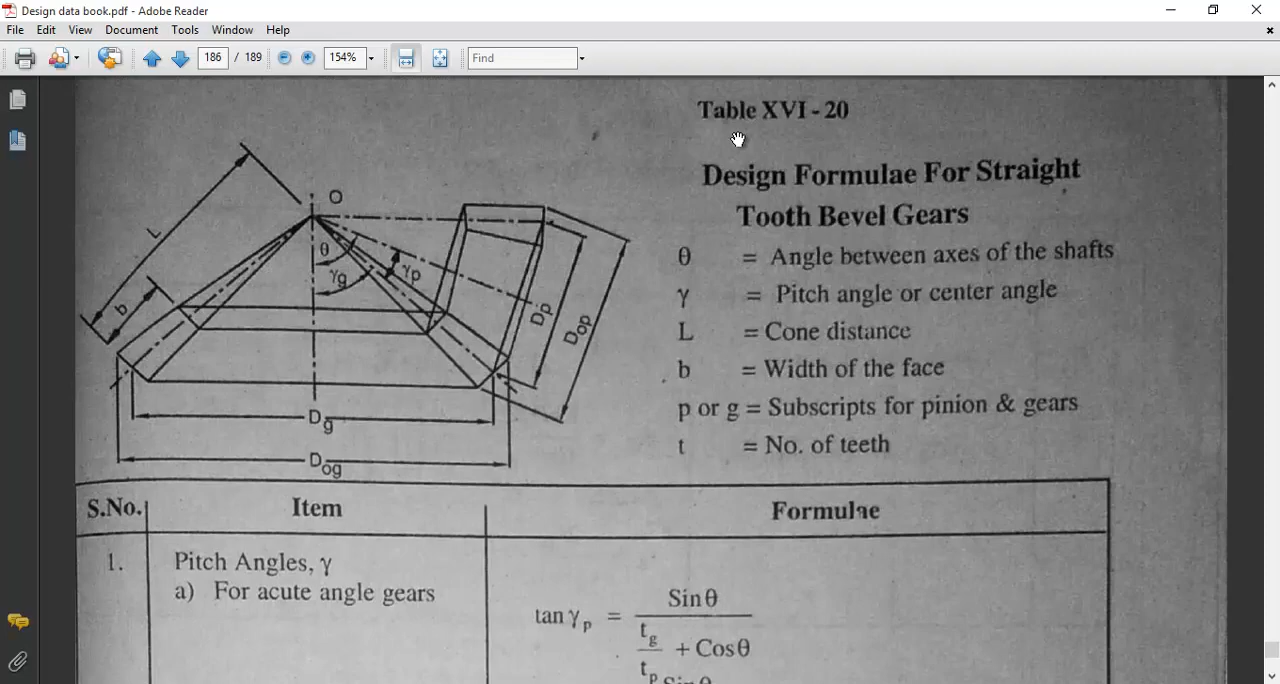 Design data book.pdf - Adobe Reader
File Edit View Document Tools Window Help
186 / 189 154% Find
Table XVI - 20
Design Formulae For Straight
Tooth Bevel Gears
θ = Angle between axes of the shafts
γ = Pitch angle or center angle
L = Cone distance
b = Width of the face
p or g = Subscripts for pinion & gears
t = No. of teeth
O
L
θ
γg
γp
b
Dp
Dop
Dg
Dog
S.No. Item Formulae
1. Pitch Angles, γ
a) For acute angle gears
tan γp = Sinθ
tg
tp
+ Cosθ
Sinθ